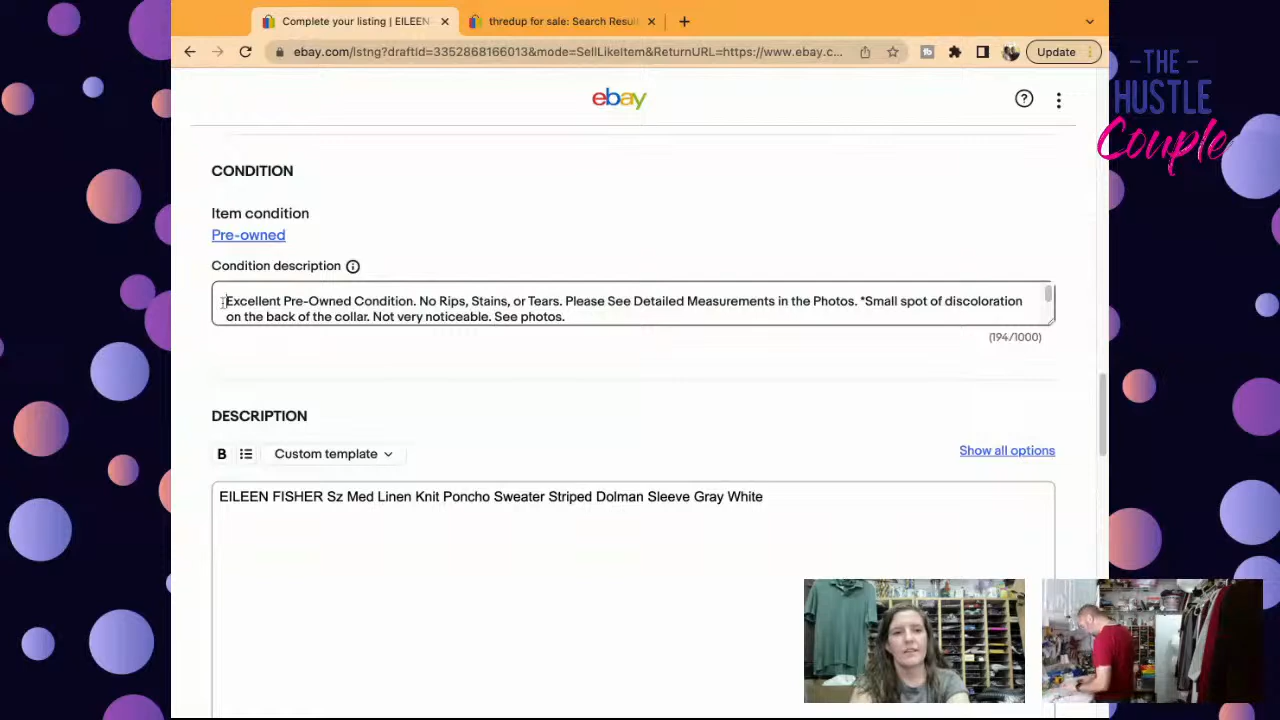 Complete your listing | EILEEN
thredup for sale: Search Resul
ebay.com/lstng?draftId=3352868166013&mode=SellLikeItem&ReturnURL=https://www.ebay.c...
Update
-THE-
HUSTLE
Couple
ebay
CONDITION
Item condition
Pre-owned
Condition description
Excellent Pre-Owned Condition. No Rips, Stains, or Tears. Please See Detailed Measurements in the Photos. *Small spot of discoloration
on the back of the collar. Not very noticeable. See photos.
(194/1000)
DESCRIPTION
B
Custom template
Show all options
EILEEN FISHER Sz Med Linen Knit Poncho Sweater Striped Dolman Sleeve Gray White